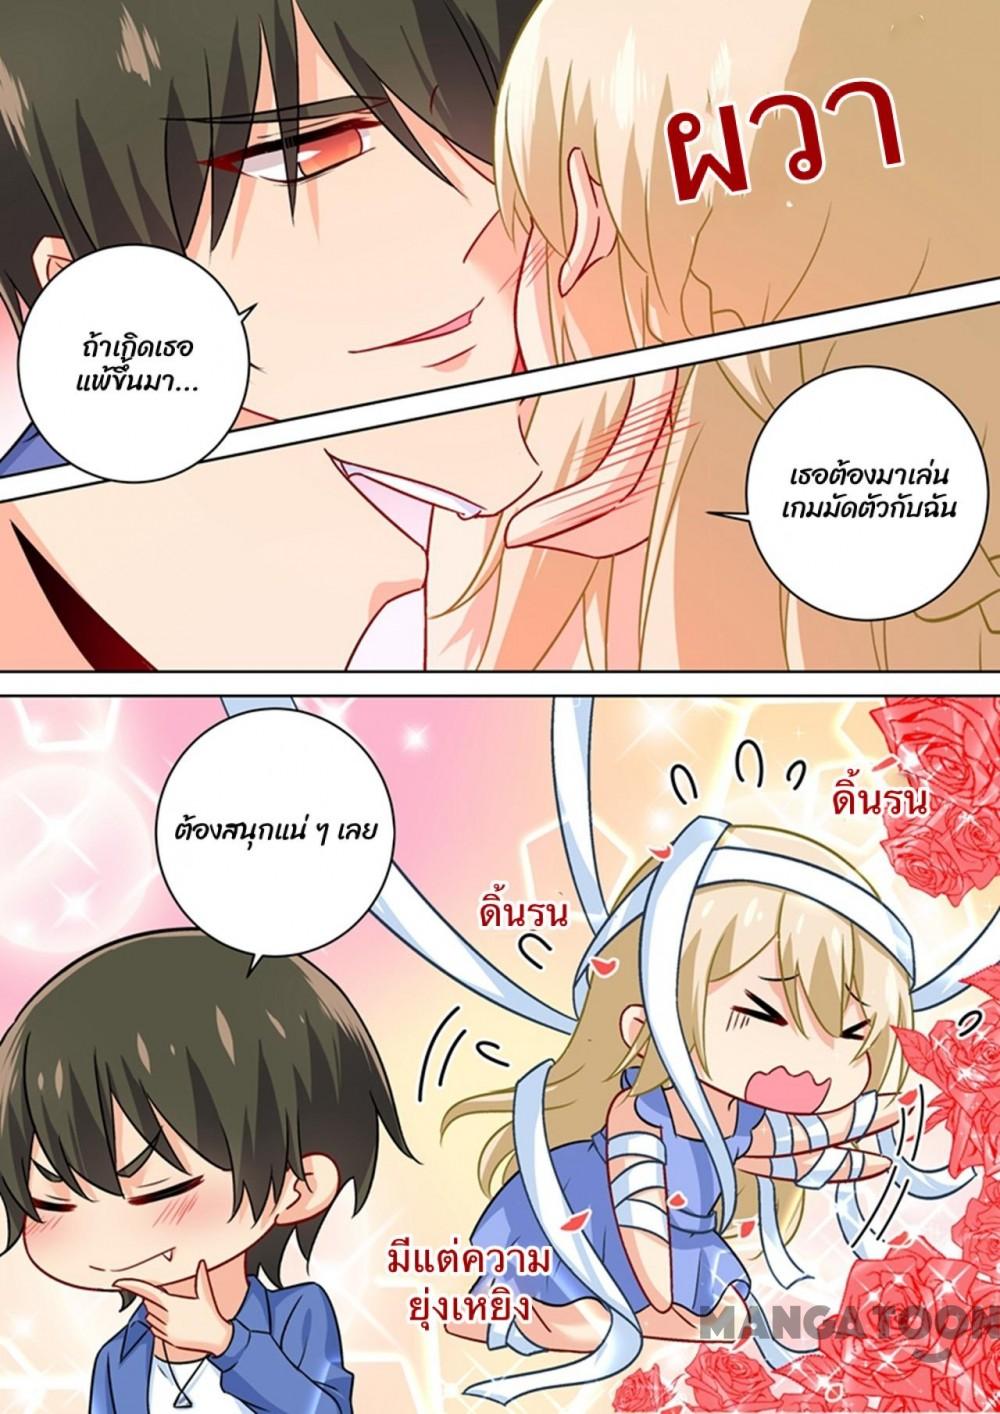 ผวา
ถ้าเกิดเธอ
แพ้ขึ้นมา...
เธอต้องมาเล่น
เกมมัดตัวกับฉัน
ต้องสนุกแน่ ๆ เลย
ดิ้นรน
ดิ้นรน
มีแต่ความ
ยุ่งเหยิง
MANGATOON